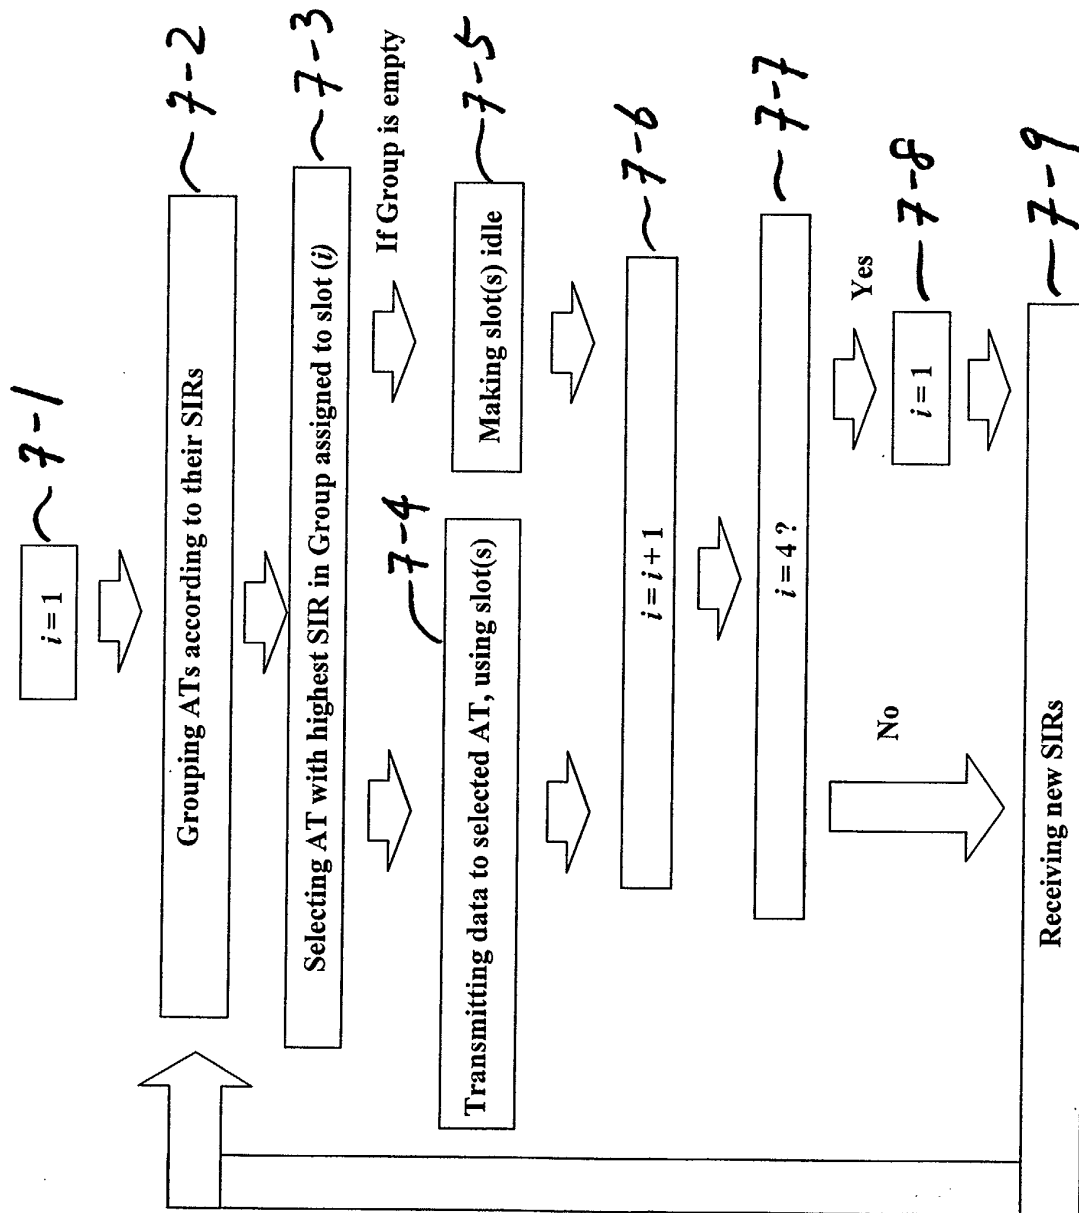 i = 1
7-1
Grouping ATs according to their SIRs
7-2
Selecting AT with highest SIR in Group assigned to slot (i)
7-3
If Group is empty
7-4
Transmitting data to selected AT, using slot(s)
Making slot(s) idle
7-5
i = i + 1
7-6
i = 4 ?
7-7
No
Yes
i = 1
7-8
Receiving new SIRs
7-9